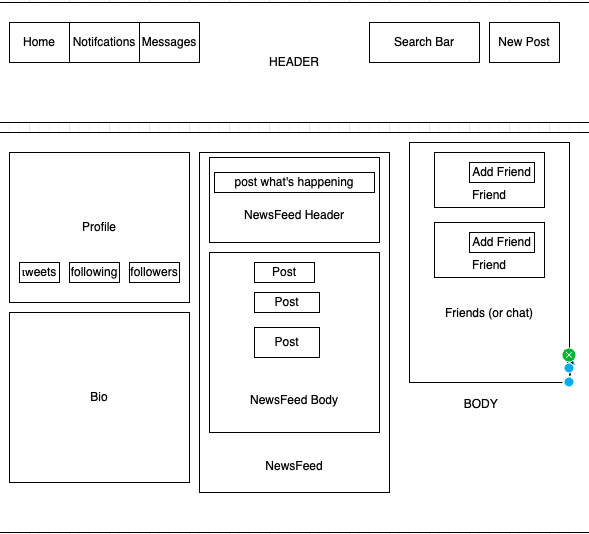 Home
Notifcations
Messages
HEADER
Search Bar
New Post
Profile
tweets
following
followers
Bio
post what's happening
NewsFeed Header
Post
Post
Post
NewsFeed Body
NewsFeed
Add Friend
Friend
Add Friend
Friend
Friends (or chat)
BODY